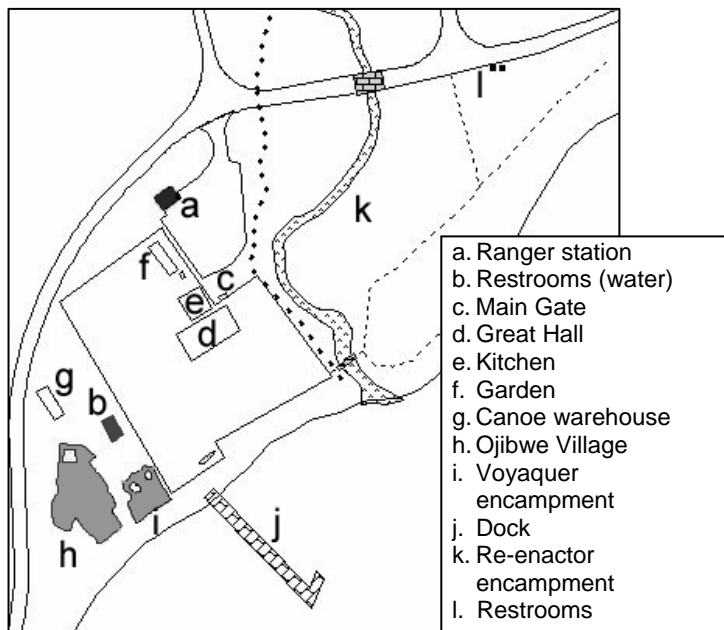 l
a
k
f
c
e
d
g
b
h
i
j
a. Ranger station
b. Restrooms (water)
c. Main Gate
d. Great Hall
e. Kitchen
f. Garden
g. Canoe warehouse
h. Ojibwe Village
i. Voyaquer
encampment
j. Dock
k. Re-enactor
encampment
l. Restrooms